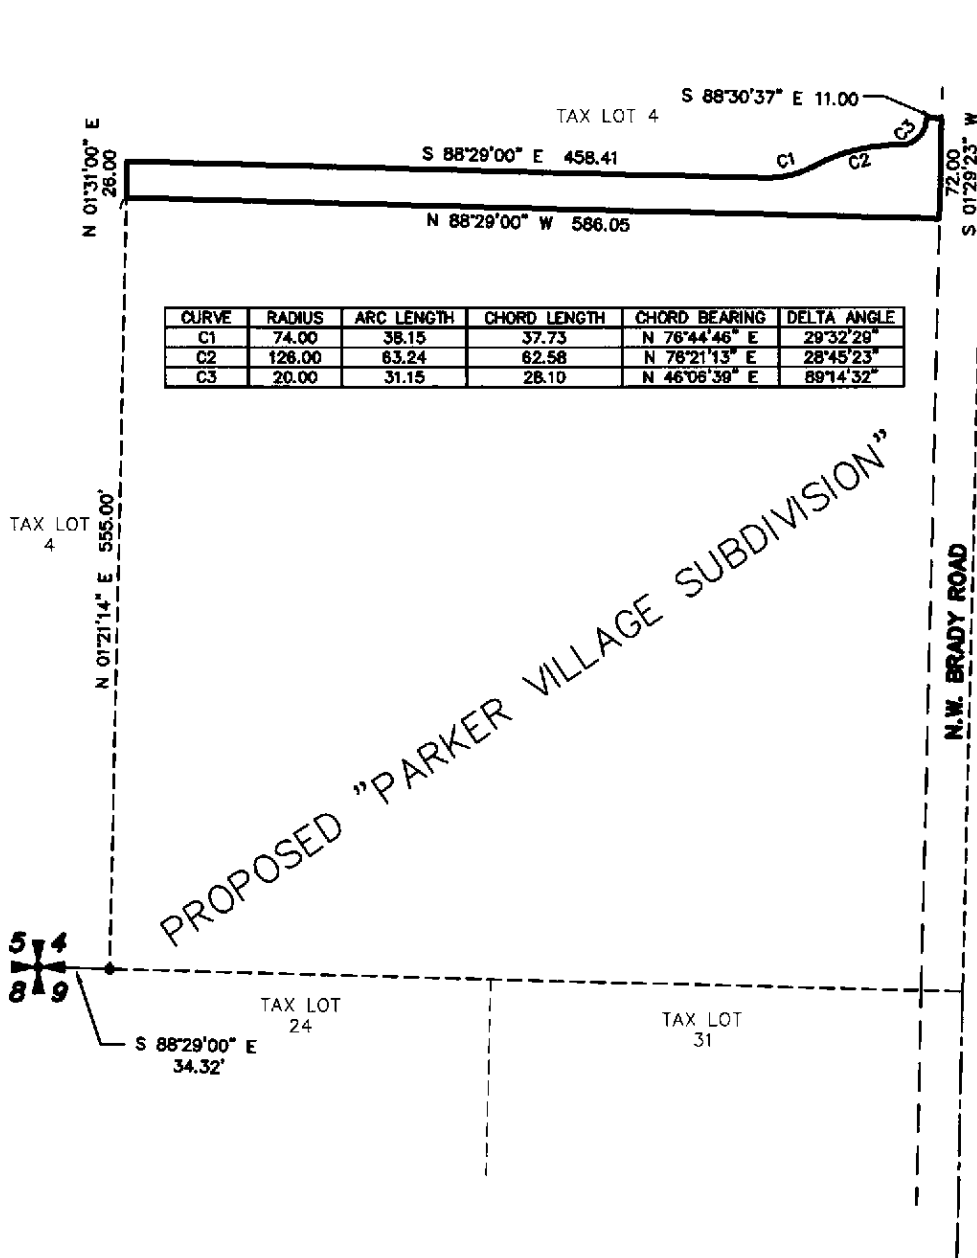 S 88°30'37" E 11.00
TAX LOT 4
N 01°31'00" E
26.00
S 88°29'00" E 458.41
C1
C2
C3
72.00
S 01°29'23" W
N 88°29'00" W 586.05
CURVE RADIUS ARC LENGTH CHORD LENGTH CHORD BEARING DELTA ANGLE
C1 74.00 38.15 37.73 N 76°44'46" E 29°32'29"
C2 126.00 63.24 62.58 N 76°21'13" E 28°45'23"
C3 20.00 31.15 28.10 N 46°06'39" E 89°14'32"
TAX LOT
4
N 01°21'14" E 555.00'
PROPOSED "PARKER VILLAGE SUBDIVISION"
N.W. BRADY ROAD
5 4
8 9
S 88°29'00" E
34.32'
TAX LOT
24
TAX LOT
31